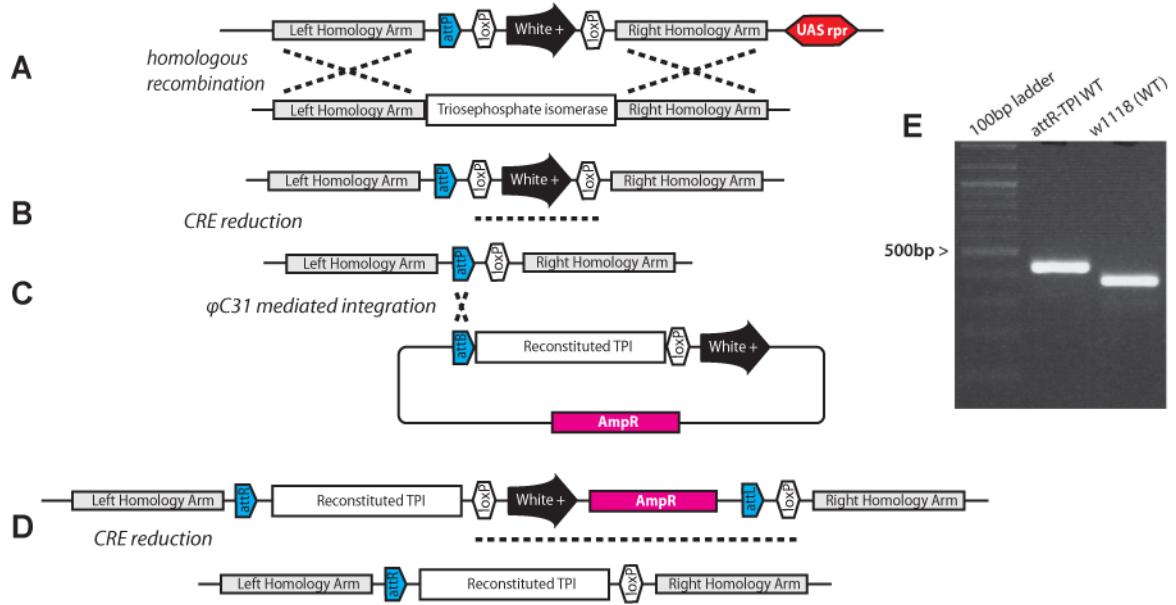 Left Homology Arm attP loxP White + loxP Right Homology Arm UAS rpr
A
homologous
recombination
Left Homology Arm Triosephosphate isomerase Right Homology Arm
Left Homology Arm attP loxP White + loxP Right Homology Arm
B
CRE reduction
Left Homology Arm attP loxP Right Homology Arm
C
φC31 mediated integration
attB Reconstituted TPI loxP White +
AmpR
Left Homology Arm attR Reconstituted TPI loxP White + AmpR attL loxP Right Homology Arm
D
CRE reduction
Left Homology Arm attR Reconstituted TPI loxP Right Homology Arm
E
100bp ladder
attR-TPI WT
w1118 (WT)
500bp >